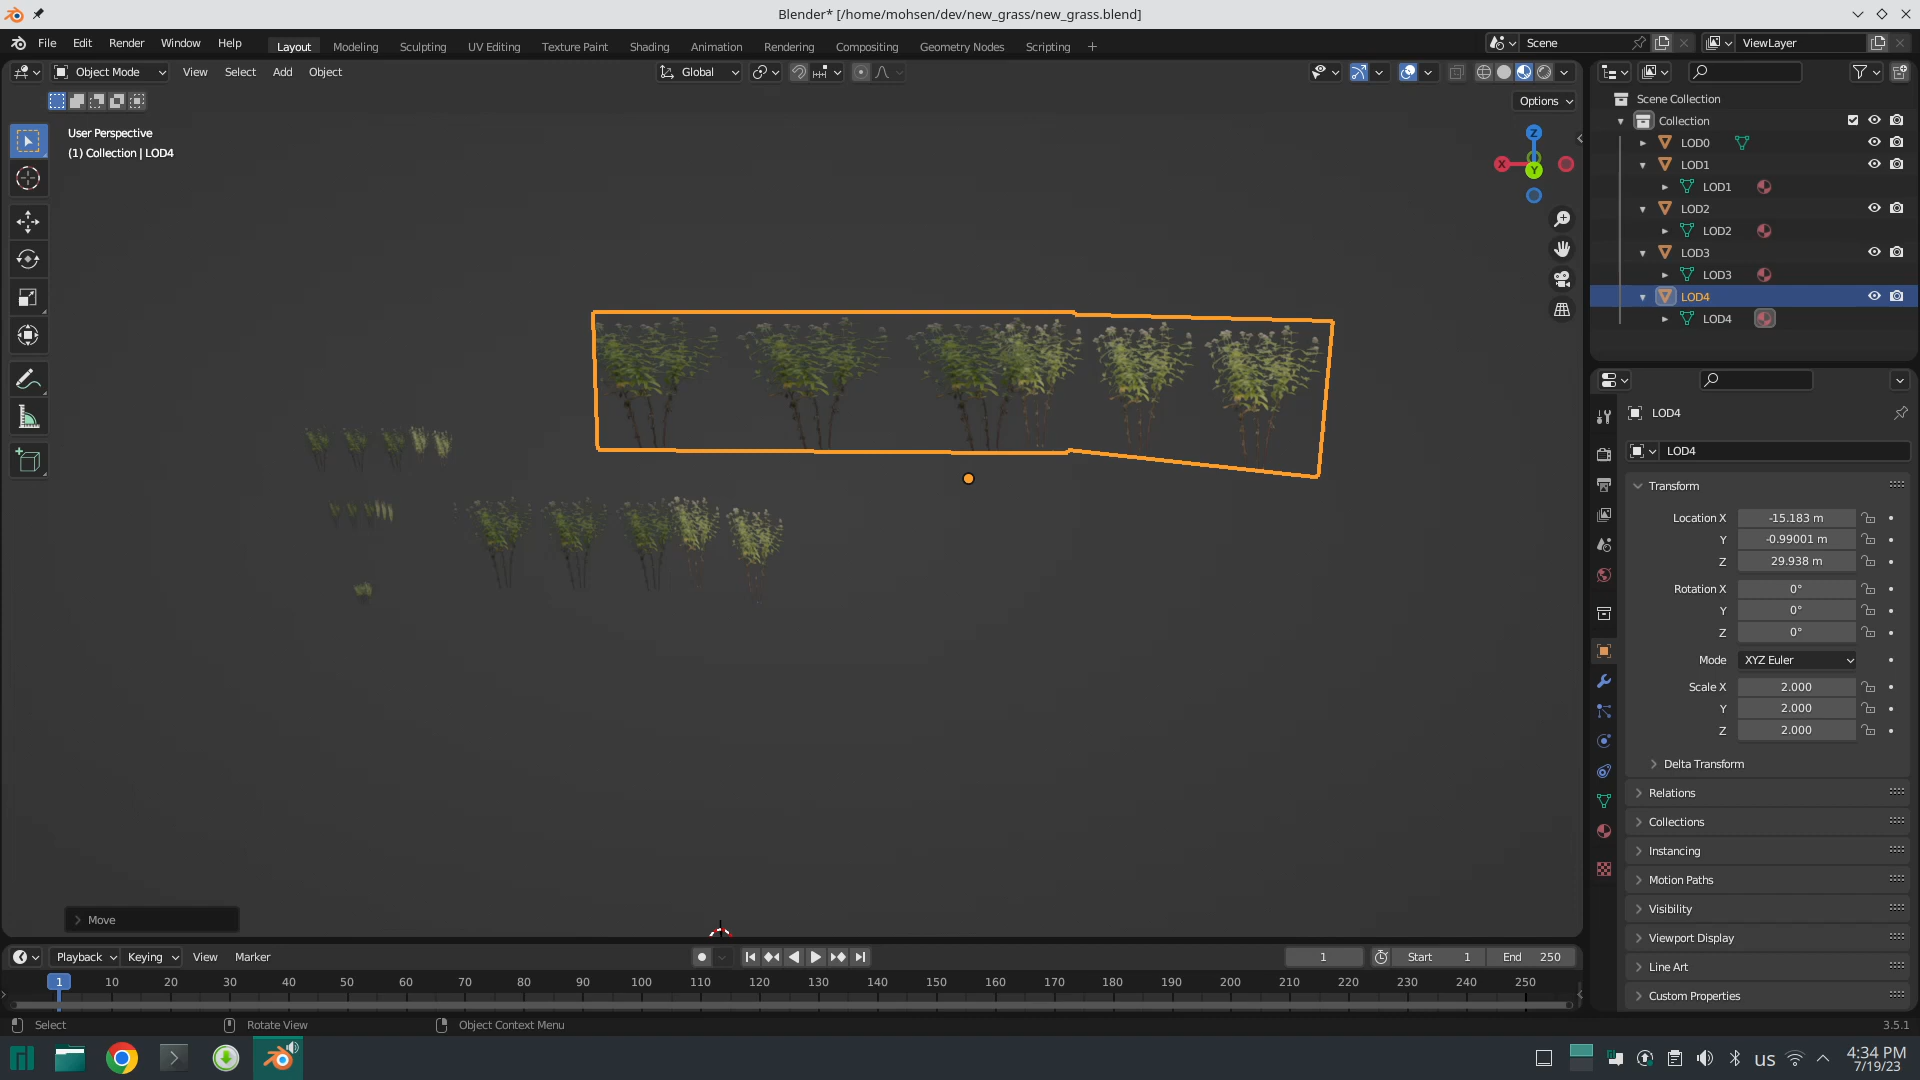 Blender* [/home/mohsen/dev/new_grass/new_grass.blend]
File Edit Render Window Help
Layout Modeling Sculpting UV Editing Texture Paint Shading Animation Rendering Compositing Geometry Nodes Scripting +
Scene
ViewLayer
Object Mode View Select Add Object
Global
Options
User Perspective
(1) Collection | LOD4
Z
X
Y
Scene Collection
Collection
LOD0
LOD1
LOD1
LOD2
LOD2
LOD3
LOD3
LOD4
LOD4
LOD4
LOD4
Transform
Location X -15.183 m
Y -0.99001 m
Z 29.938 m
Rotation X 0°
Y 0°
Z 0°
Mode XYZ Euler
Scale X 2.000
Y 2.000
Z 2.000
Delta Transform
Relations
Collections
Instancing
Motion Paths
Visibility
Viewport Display
Line Art
Custom Properties
Move
Playback Keying View Marker
1 Start 1 End 250
1 10 20 30 40 50 60 70 80 90 100 110 120 130 140 150 160 170 180 190 200 210 220 230 240 250
Select Rotate View Object Context Menu 3.5.1
us
4:34 PM
7/19/23